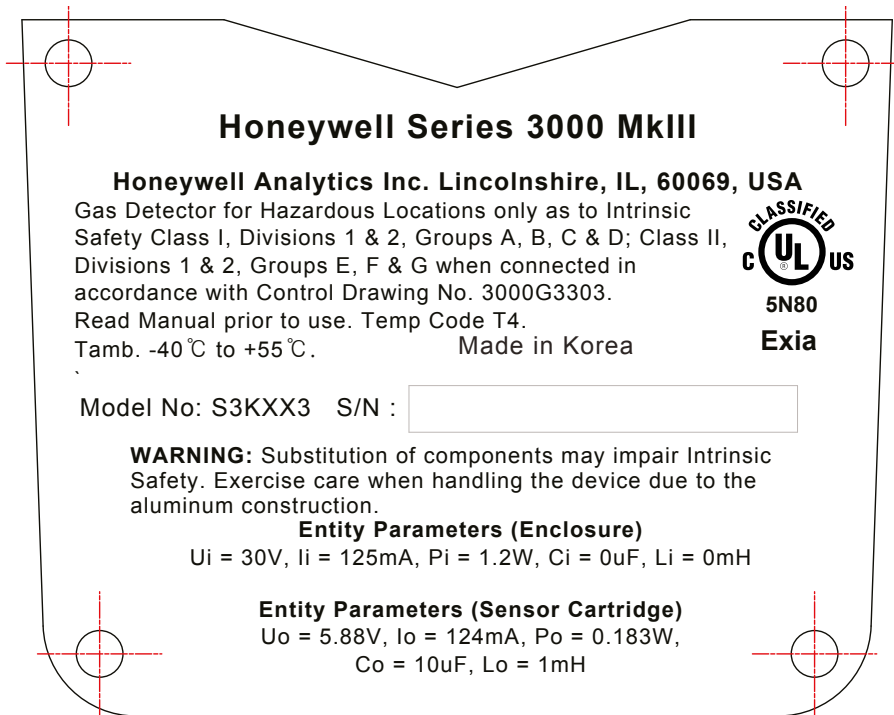 Honeywell Series 3000 MkIII
Honeywell Analytics Inc. Lincolnshire, IL, 60069, USA
Gas Detector for Hazardous Locations only as to Intrinsic
Safety Class I, Divisions 1 & 2, Groups A, B, C & D; Class II,
Divisions 1 & 2, Groups E, F & G when connected in
accordance with Control Drawing No. 3000G3303.
Read Manual prior to use. Temp Code T4.
Tamb. -40℃ to +55℃. Made in Korea
`
CLASSIFIED
C UL ® US
5N80
Exia
Model No: S3KXX3 S/N :
WARNING: Substitution of components may impair Intrinsic
Safety. Exercise care when handling the device due to the
aluminum construction.
Entity Parameters (Enclosure)
Ui = 30V, Ii = 125mA, Pi = 1.2W, Ci = 0uF, Li = 0mH
Entity Parameters (Sensor Cartridge)
Uo = 5.88V, Io = 124mA, Po = 0.183W,
Co = 10uF, Lo = 1mH